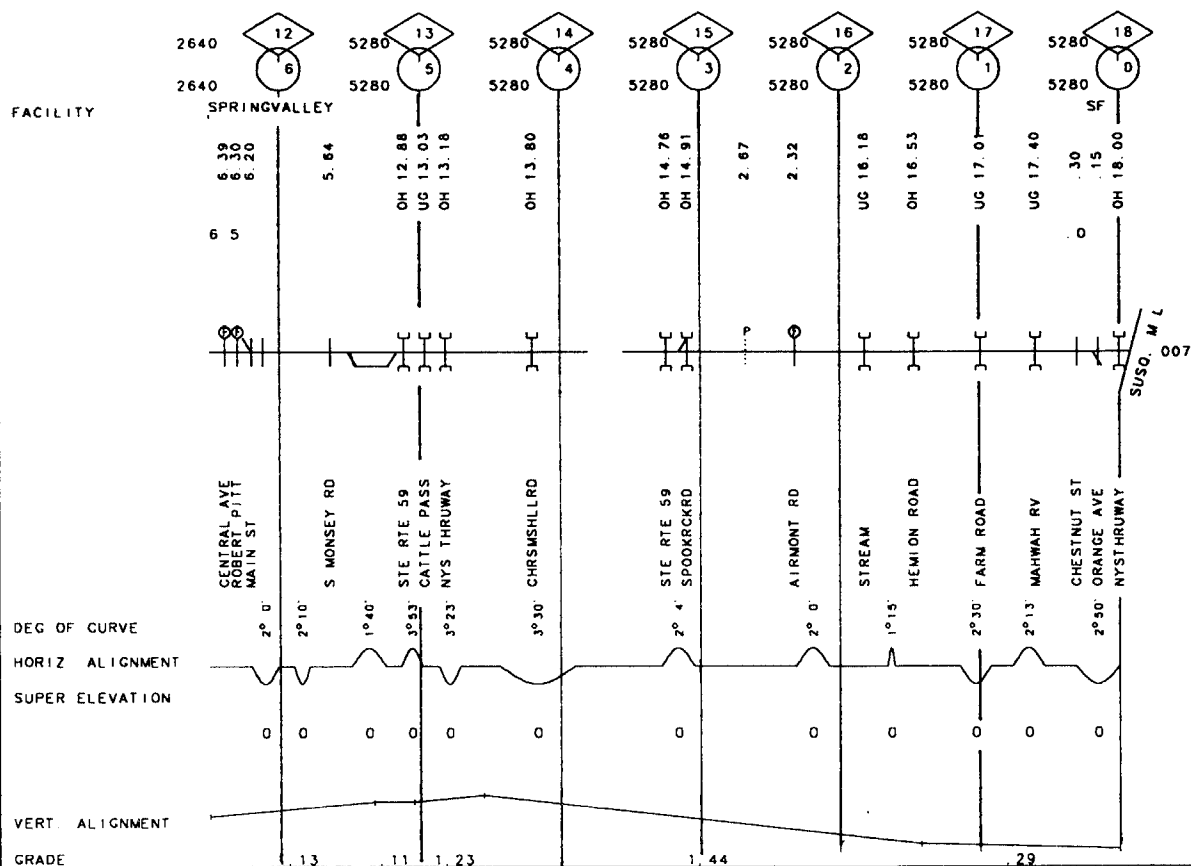 2640 12 5280 13 5280 14 5280 15 5280 16 5280 17 5280 18
2640 6 5280 5 5280 4 5280 3 5280 2 5280 1 5280 0
FACILITY
SPRINGVALLEY
SF
6.39
6.30
6.20
5.64
OH 12.88
UG 13.03
OH 13.18
OH 13.80
OH 14.76
OH 14.91
2.67
2.32
UG 16.18
OH 16.53
UG 17.01
UG 17.40
.30
.15
OH 18.00
6 5
.0
F F
P
F
SUSQ. M L
007
CENTRAL AVE
ROBERT PITT
MAIN ST
S MONSEY RD
STE RTE 59
CATTLE PASS
NYS THRUWAY
CHRSMSHLLRD
STE RTE 59
SPOOKRCKRD
AIRMONT RD
STREAM
HEMION ROAD
FARM ROAD
MAHWAH RV
CHESTNUT ST
ORANGE AVE
NYSTHRUWAY
DEG OF CURVE
2° 0' 2° 10' 1° 40' 3° 53' 3° 23' 3° 30' 2° 4' 2° 0' 1° 15' 2° 30' 2° 13' 2° 50'
HORIZ ALIGNMENT
SUPER ELEVATION
0 0 0 0 0 0 0 0 0 0 0 0
VERT. ALIGNMENT
GRADE
.13 .11 1.23 1.44 .29